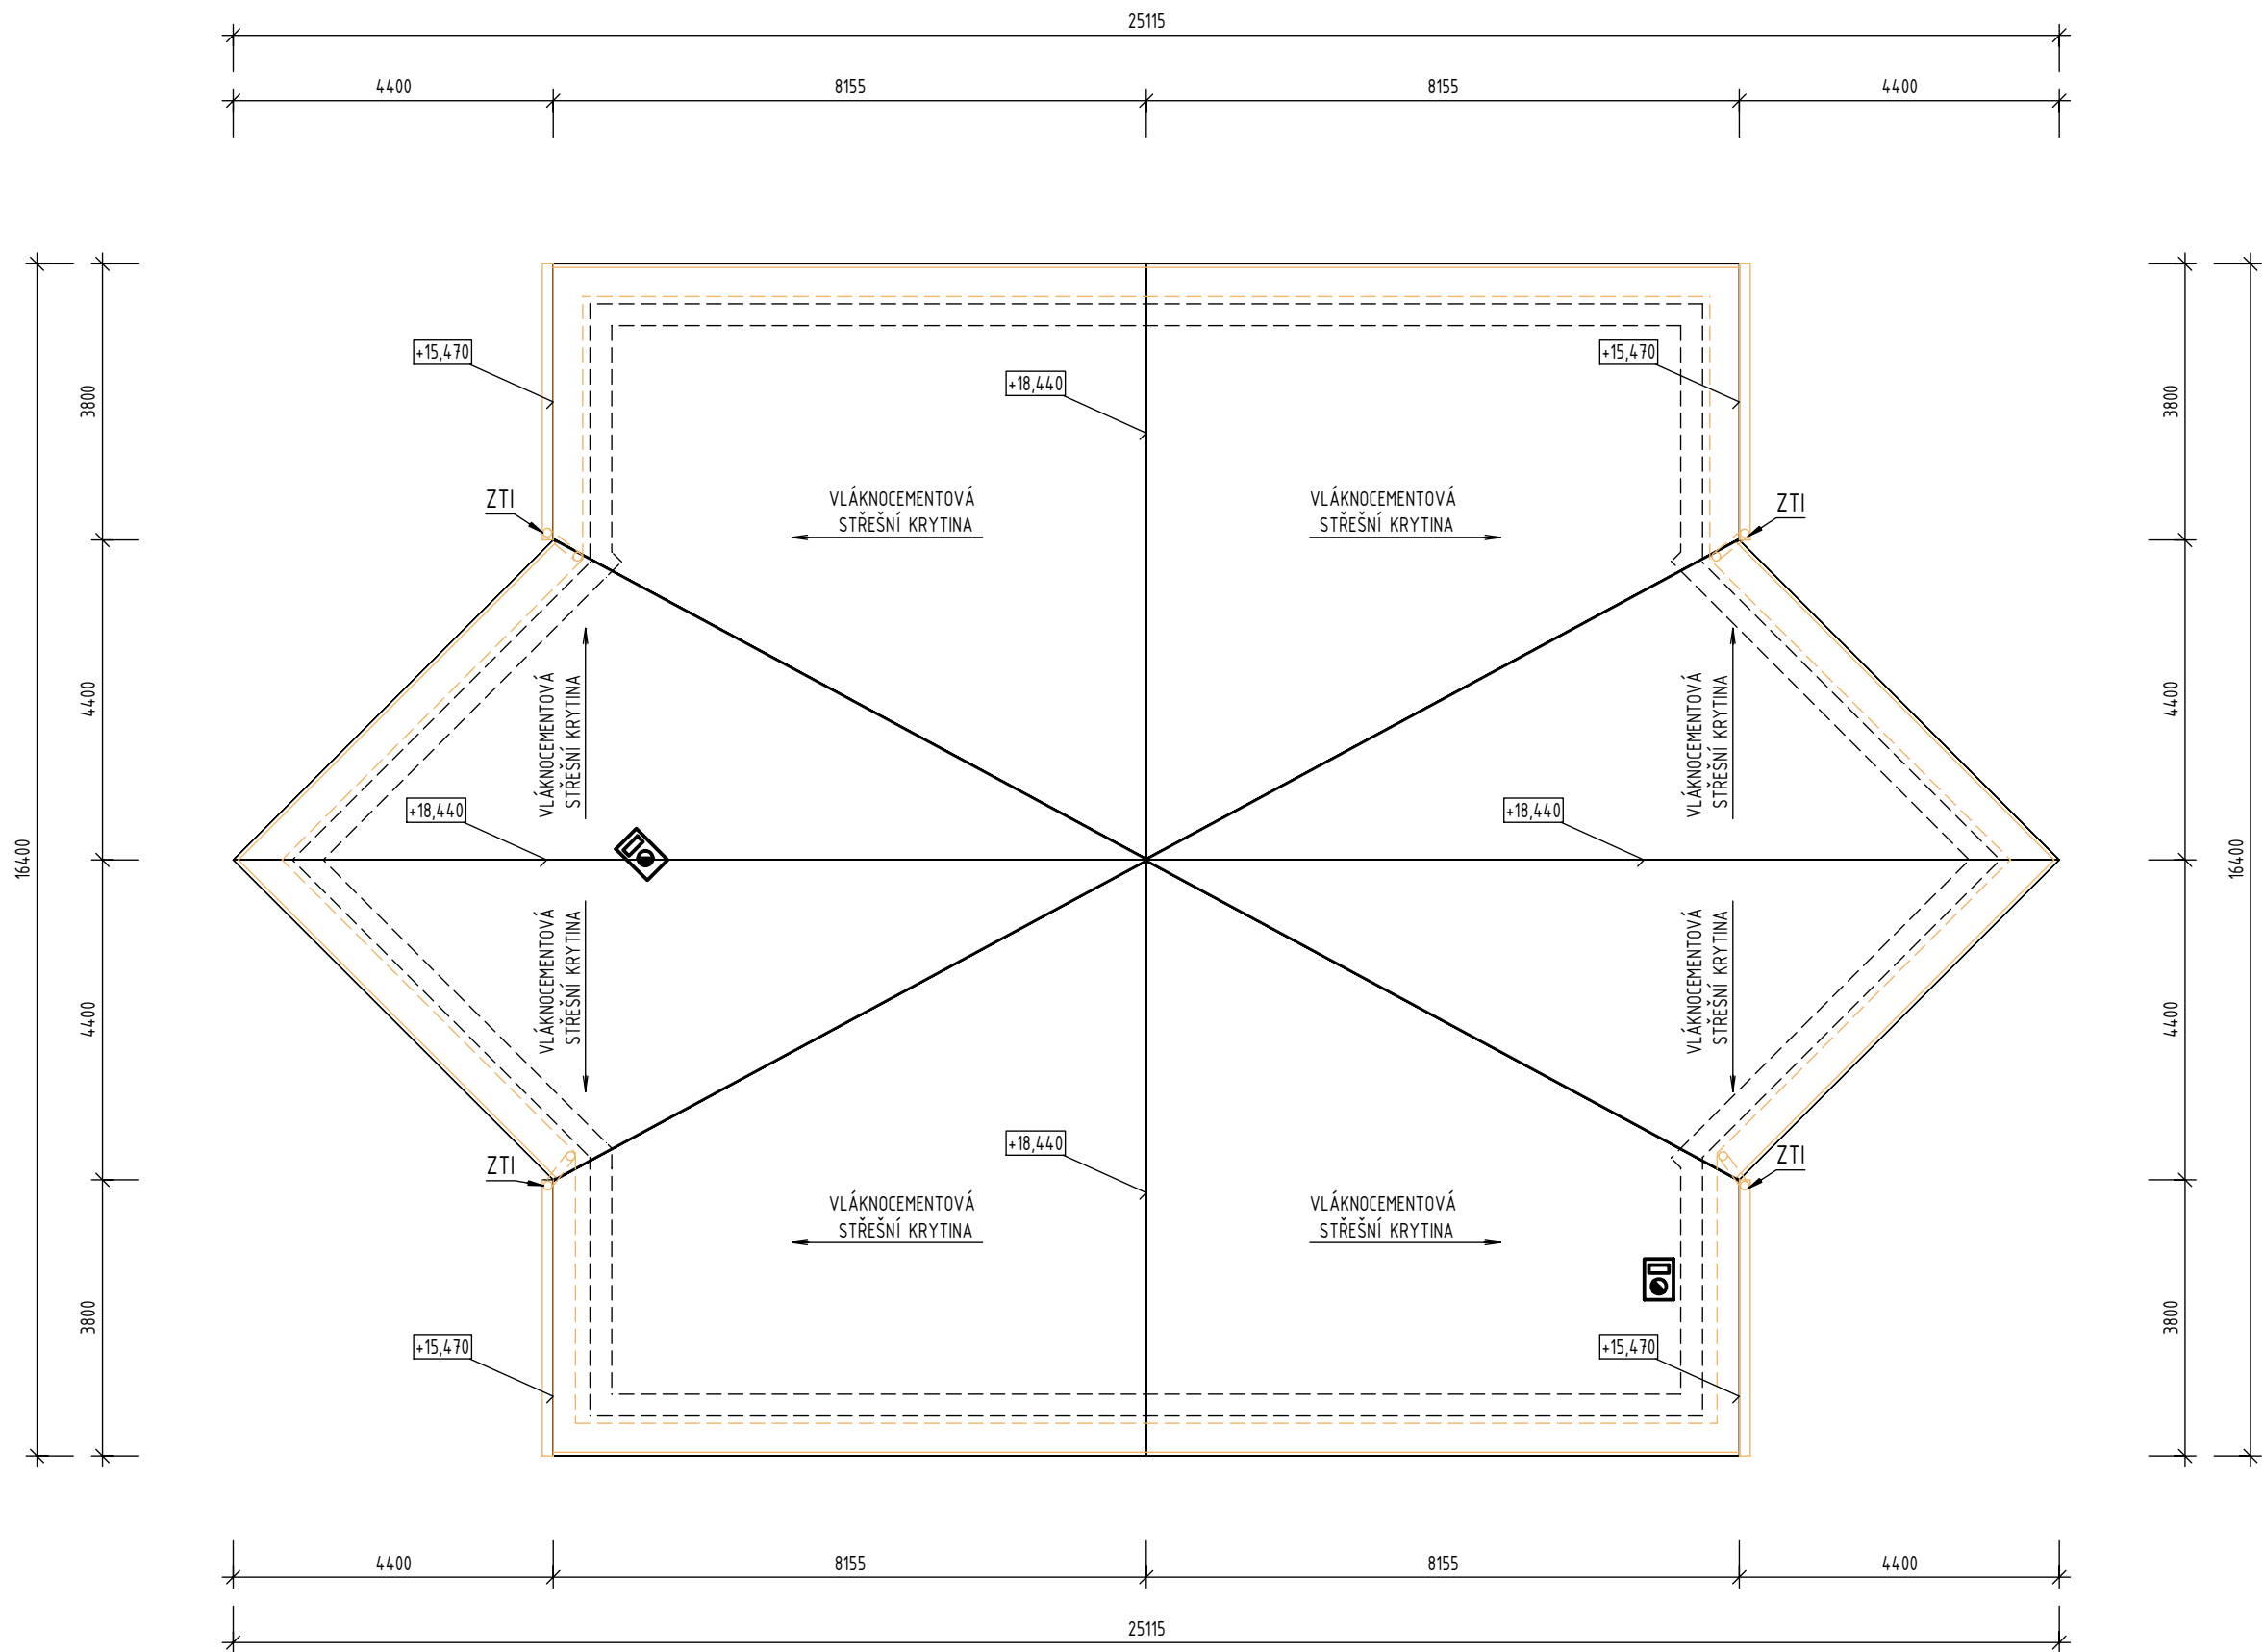 25115
4400 8155 8155 4400
+15,470 +15,470
+18,440
3800 3800
ZTI ZTI
VLÁKNOCEMENTOVÁ VLÁKNOCEMENTOVÁ
STŘEŠNÍ KRYTINA STŘEŠNÍ KRYTINA
4400 4400
VLÁKNOCEMENTOVÁ
STŘEŠNÍ KRYTINA
VLÁKNOCEMENTOVÁ
STŘEŠNÍ KRYTINA
+18,440 +18,440
16400 16400
VLÁKNOCEMENTOVÁ
STŘEŠNÍ KRYTINA
VLÁKNOCEMENTOVÁ
STŘEŠNÍ KRYTINA
4400 4400
+18,440
ZTI ZTI
VLÁKNOCEMENTOVÁ VLÁKNOCEMENTOVÁ
STŘEŠNÍ KRYTINA STŘEŠNÍ KRYTINA
3800 3800
+15,470 +15,470
4400 8155 8155 4400
25115